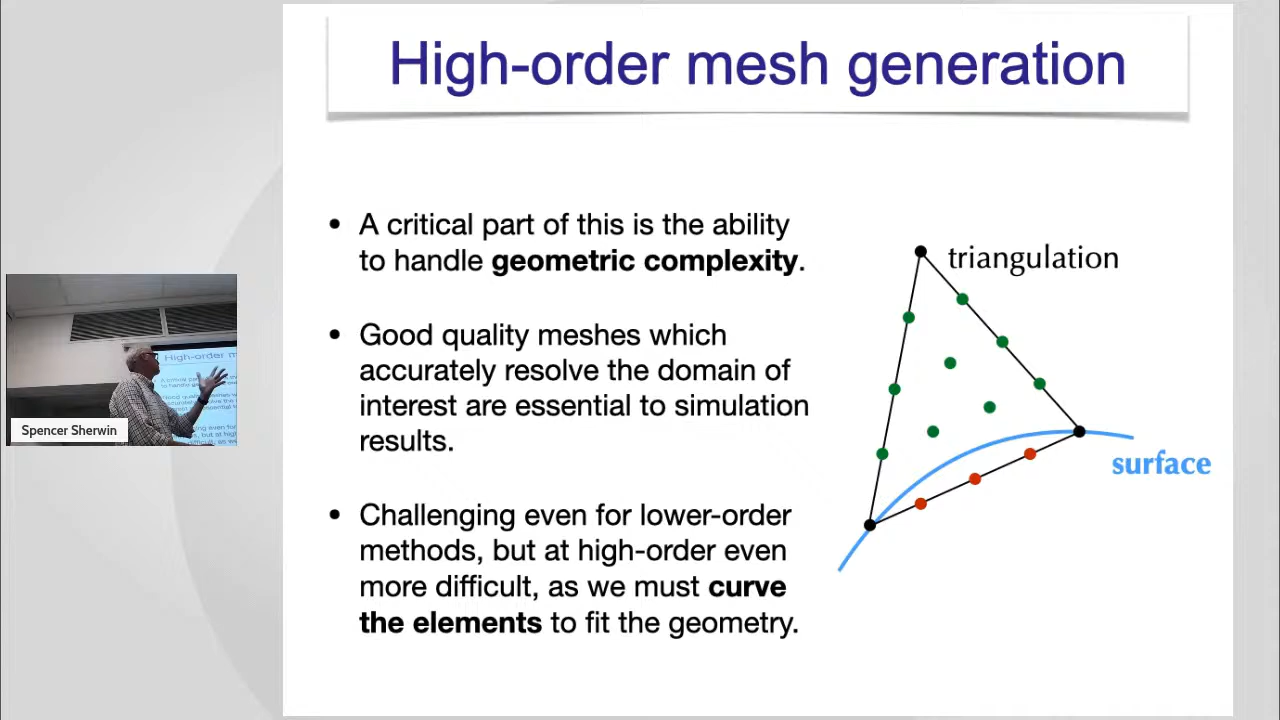 High-order mesh generation
• A critical part of this is the ability
to handle geometric complexity.
• Good quality meshes which
accurately resolve the domain of
interest are essential to simulation
results.
• Challenging even for lower-order
methods, but at high-order even
more difficult, as we must curve
the elements to fit the geometry.
triangulation
surface
High-order m
Spencer Sherwin